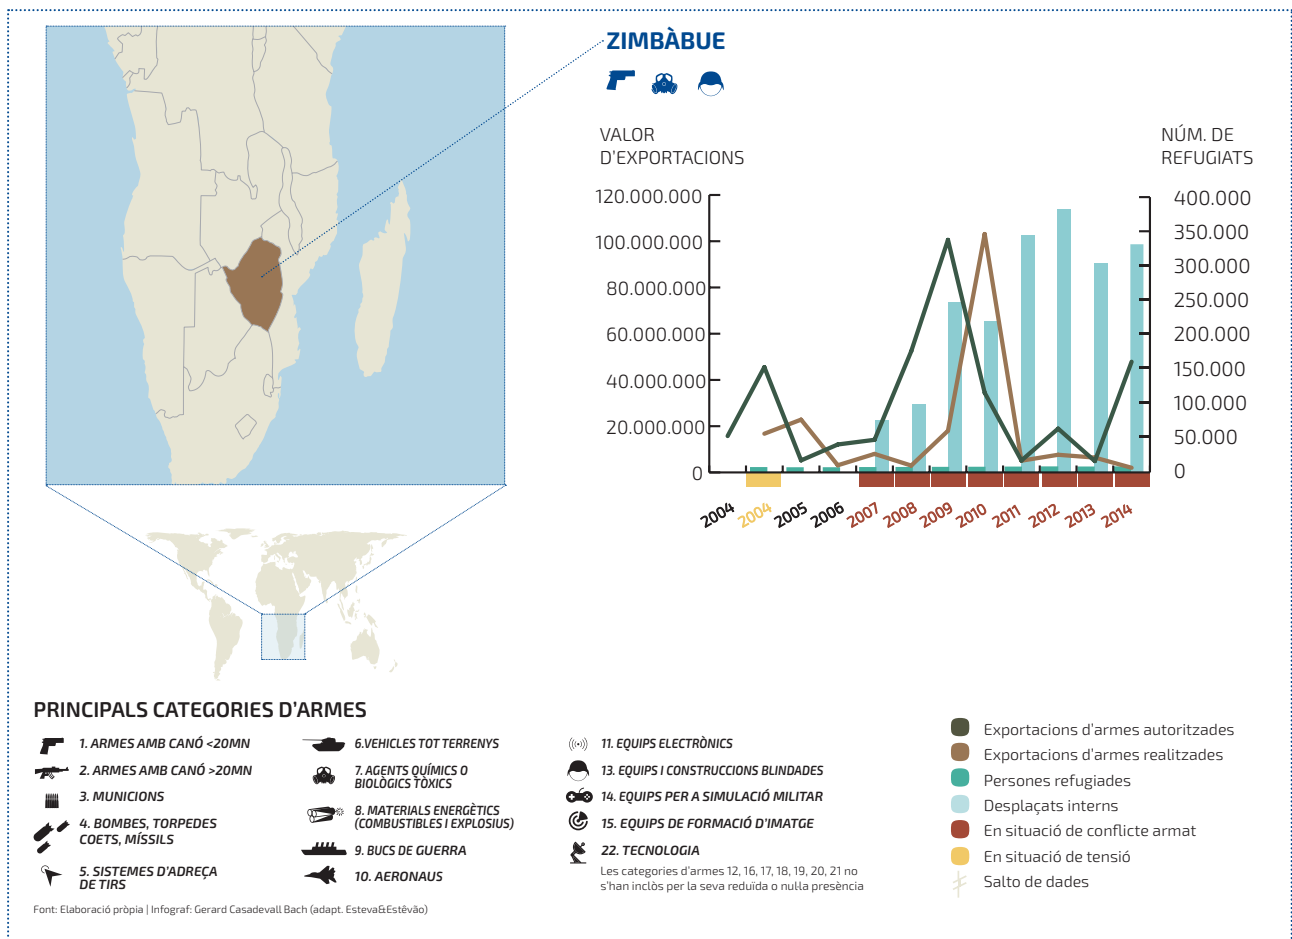 ZIMBÀBUE
VALOR
D'EXPORTACIONS
NÚM. DE
REFUGIATS
120.000.000
100.000.000
80.000.000
60.000.000
40.000.000
20.000.000
0
400.000
350.000
300.000
250.000
200.000
150.000
100.000
50.000
0
2004
2004
2005
2006
2007
2008
2009
2010
2011
2012
2013
2014
PRINCIPALS CATEGORIES D'ARMES
1. ARMES AMB CANÓ <20MN
2. ARMES AMB CANÓ >20MN
3. MUNICIONS
4. BOMBES, TORPEDES
COETS, MÍSSILS
5. SISTEMES D'ADREÇA
DE TIRS
6.VEHICLES TOT TERRENYS
7. AGENTS QUÍMICS O
BIOLÒGICS TÒXICS
8. MATERIALS ENERGÈTICS
(COMBUSTIBLES I EXPLOSIUS)
9. BUCS DE GUERRA
10. AERONAUS
11. EQUIPS ELECTRÒNICS
13. EQUIPS I CONSTRUCCIONS BLINDADES
14. EQUIPS PER A SIMULACIÓ MILITAR
15. EQUIPS DE FORMACIÓ D'IMATGE
22. TECNOLOGIA
Les categories d'armes 12, 16, 17, 18, 19, 20, 21 no
s'han inclòs per la seva reduïda o nul·la presència
Exportacions d'armes autoritzades
Exportacions d'armes realitzades
Persones refugiades
Desplaçats interns
En situació de conflicte armat
En situació de tensió
Salto de dades
Font: Elaboració pròpia | Infograf: Gerard Casadevall Bach (adapt. Esteva&Estêvão)